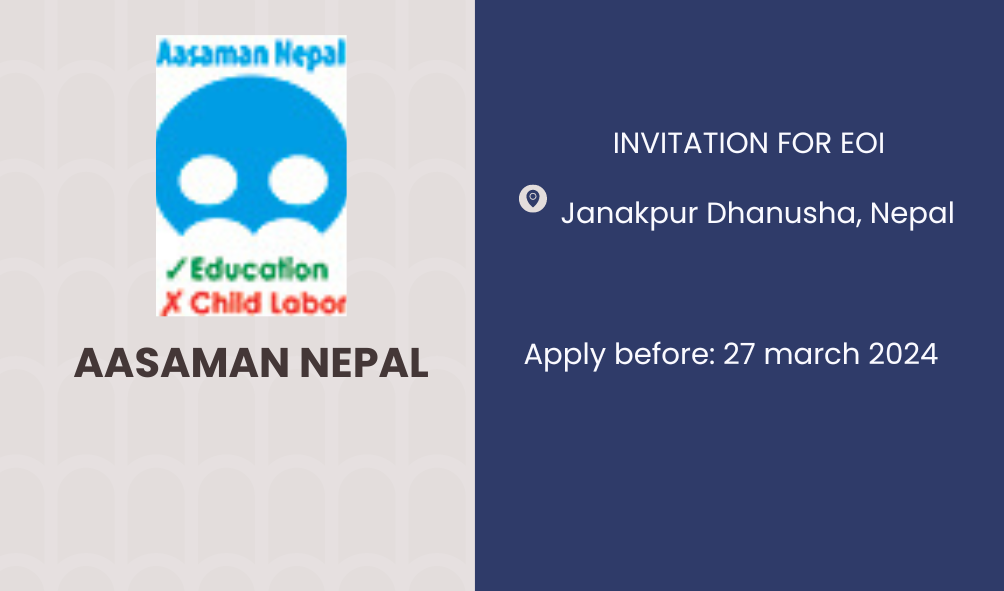 Aasaman Nepal
✓Education
✗ Child Labor
AASAMAN NEPAL
INVITATION FOR EOI
Janakpur Dhanusha, Nepal
Apply before: 27 march 2024